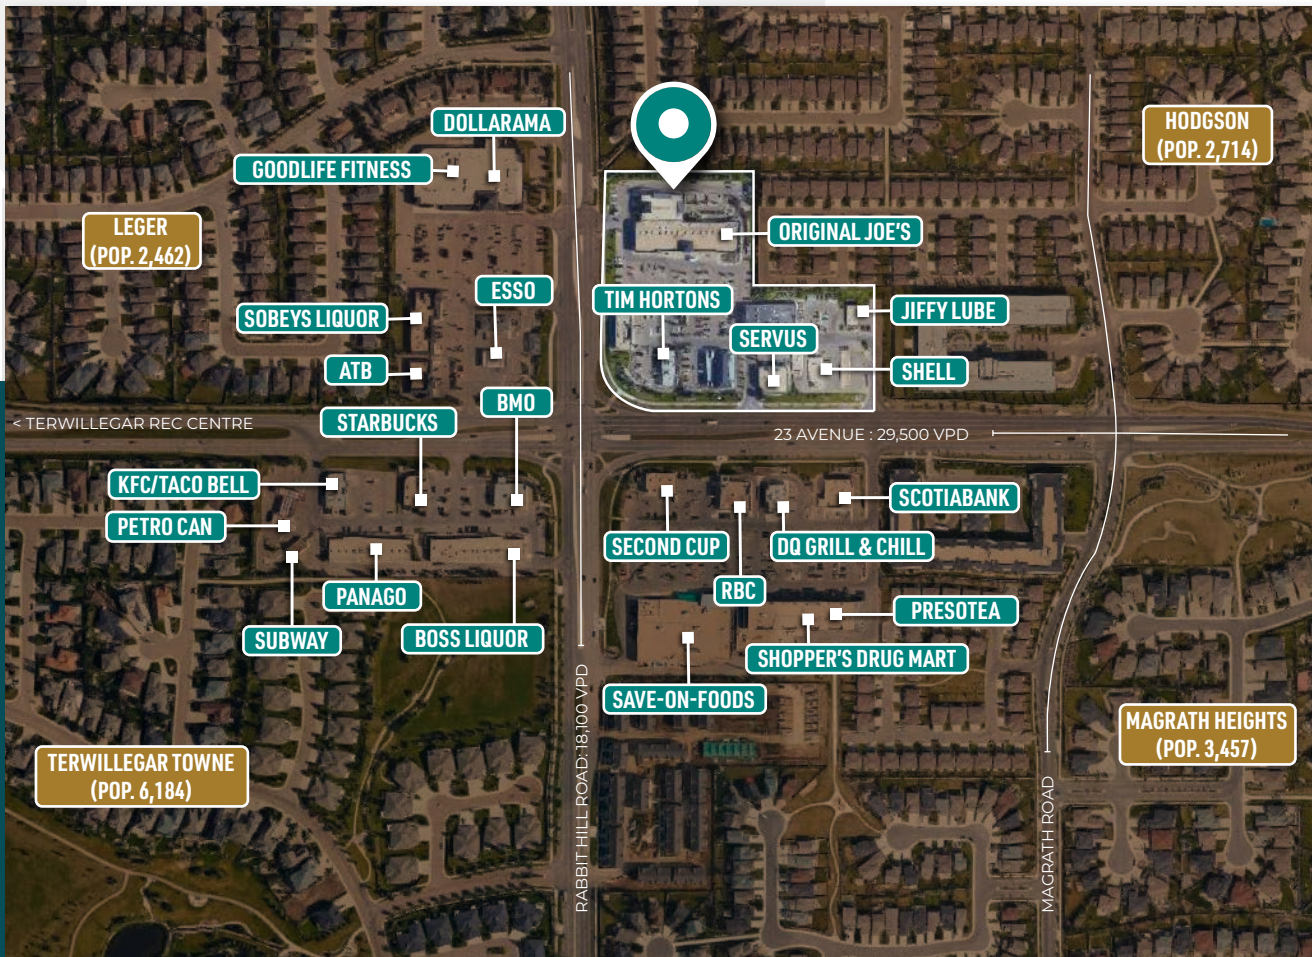 DOLLARAMA
GOODLIFE FITNESS
HODGSON
(POP. 2,714)
LEGER
(POP. 2,462)
ORIGINAL JOE'S
ESSO
TIM HORTONS
SOBEYS LIQUOR
JIFFY LUBE
SERVUS
ATB
SHELL
BMO
STARBUCKS
< TERWILLEGAR REC CENTRE
23 AVENUE : 29,500 VPD
KFC/TACO BELL
SCOTIABANK
PETRO CAN
SECOND CUP
DQ GRILL & CHILL
RBC
PANAGO
PRESOTEA
SUBWAY
BOSS LIQUOR
SHOPPER'S DRUG MART
SAVE-ON-FOODS
RABBIT HILL ROAD: 18,100 VPD
MAGRATH HEIGHTS
(POP. 3,457)
TERWILLEGAR TOWNE
(POP. 6,184)
MAGRATH ROAD